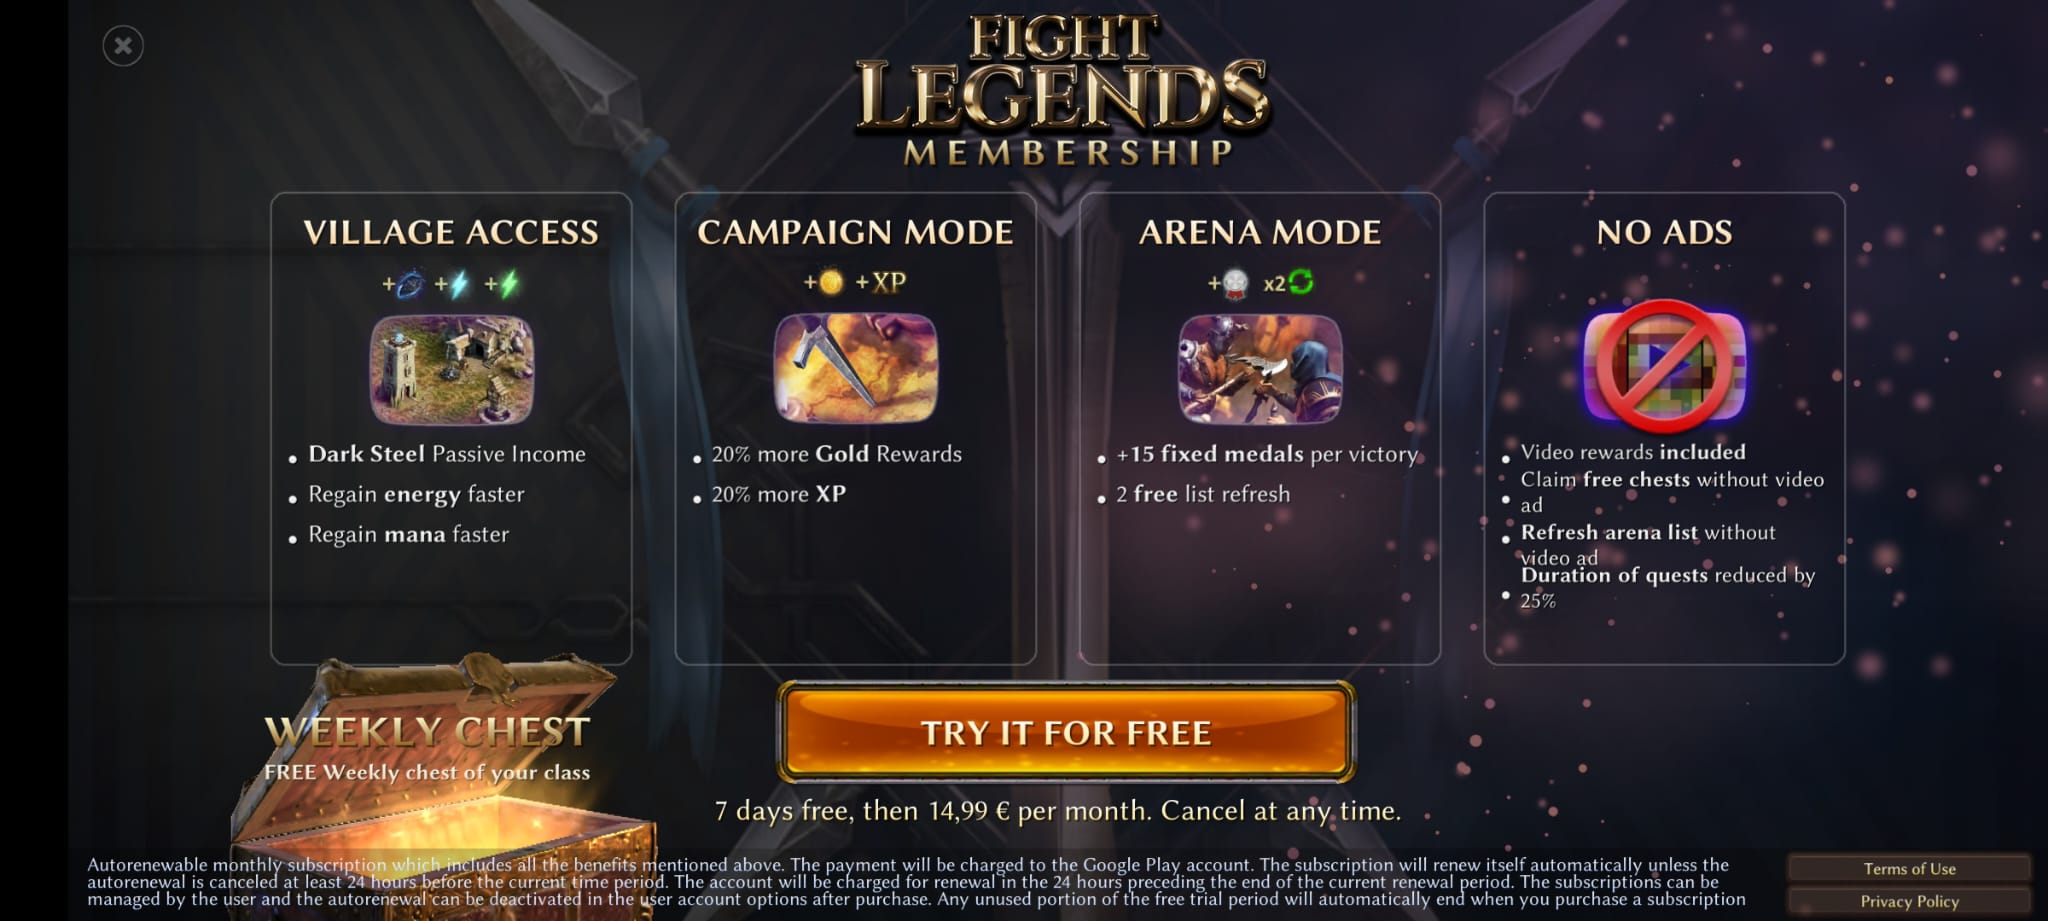 FIGHT
LEGENDS
MEMBERSHIP
VILLAGE ACCESS
+ + +
Dark Steel Passive Income
Regain energy faster
Regain mana faster
CAMPAIGN MODE
+ +XP
20% more Gold Rewards
20% more XP
ARENA MODE
+ x2
+15 fixed medals per victory
2 free list refresh
NO ADS
Video rewards included
Claim free chests without video
ad
Refresh arena list without
video ad
Duration of quests reduced by
25%
WEEKLY CHEST
FREE Weekly chest of your class
TRY IT FOR FREE
7 days free, then 14,99 € per month. Cancel at any time.
Autorenewable monthly subscription which includes all the benefits mentioned above. The payment will be charged to the Google Play account. The subscription will renew itself automatically unless the
autorenewal is canceled at least 24 hours before the current time period. The account will be charged for renewal in the 24 hours preceding the end of the current renewal period. The subscriptions can be
managed by the user and the autorenewal can be deactivated in the user account options after purchase. Any unused portion of the free trial period will automatically end when you purchase a subscription
Terms of Use
Privacy Policy